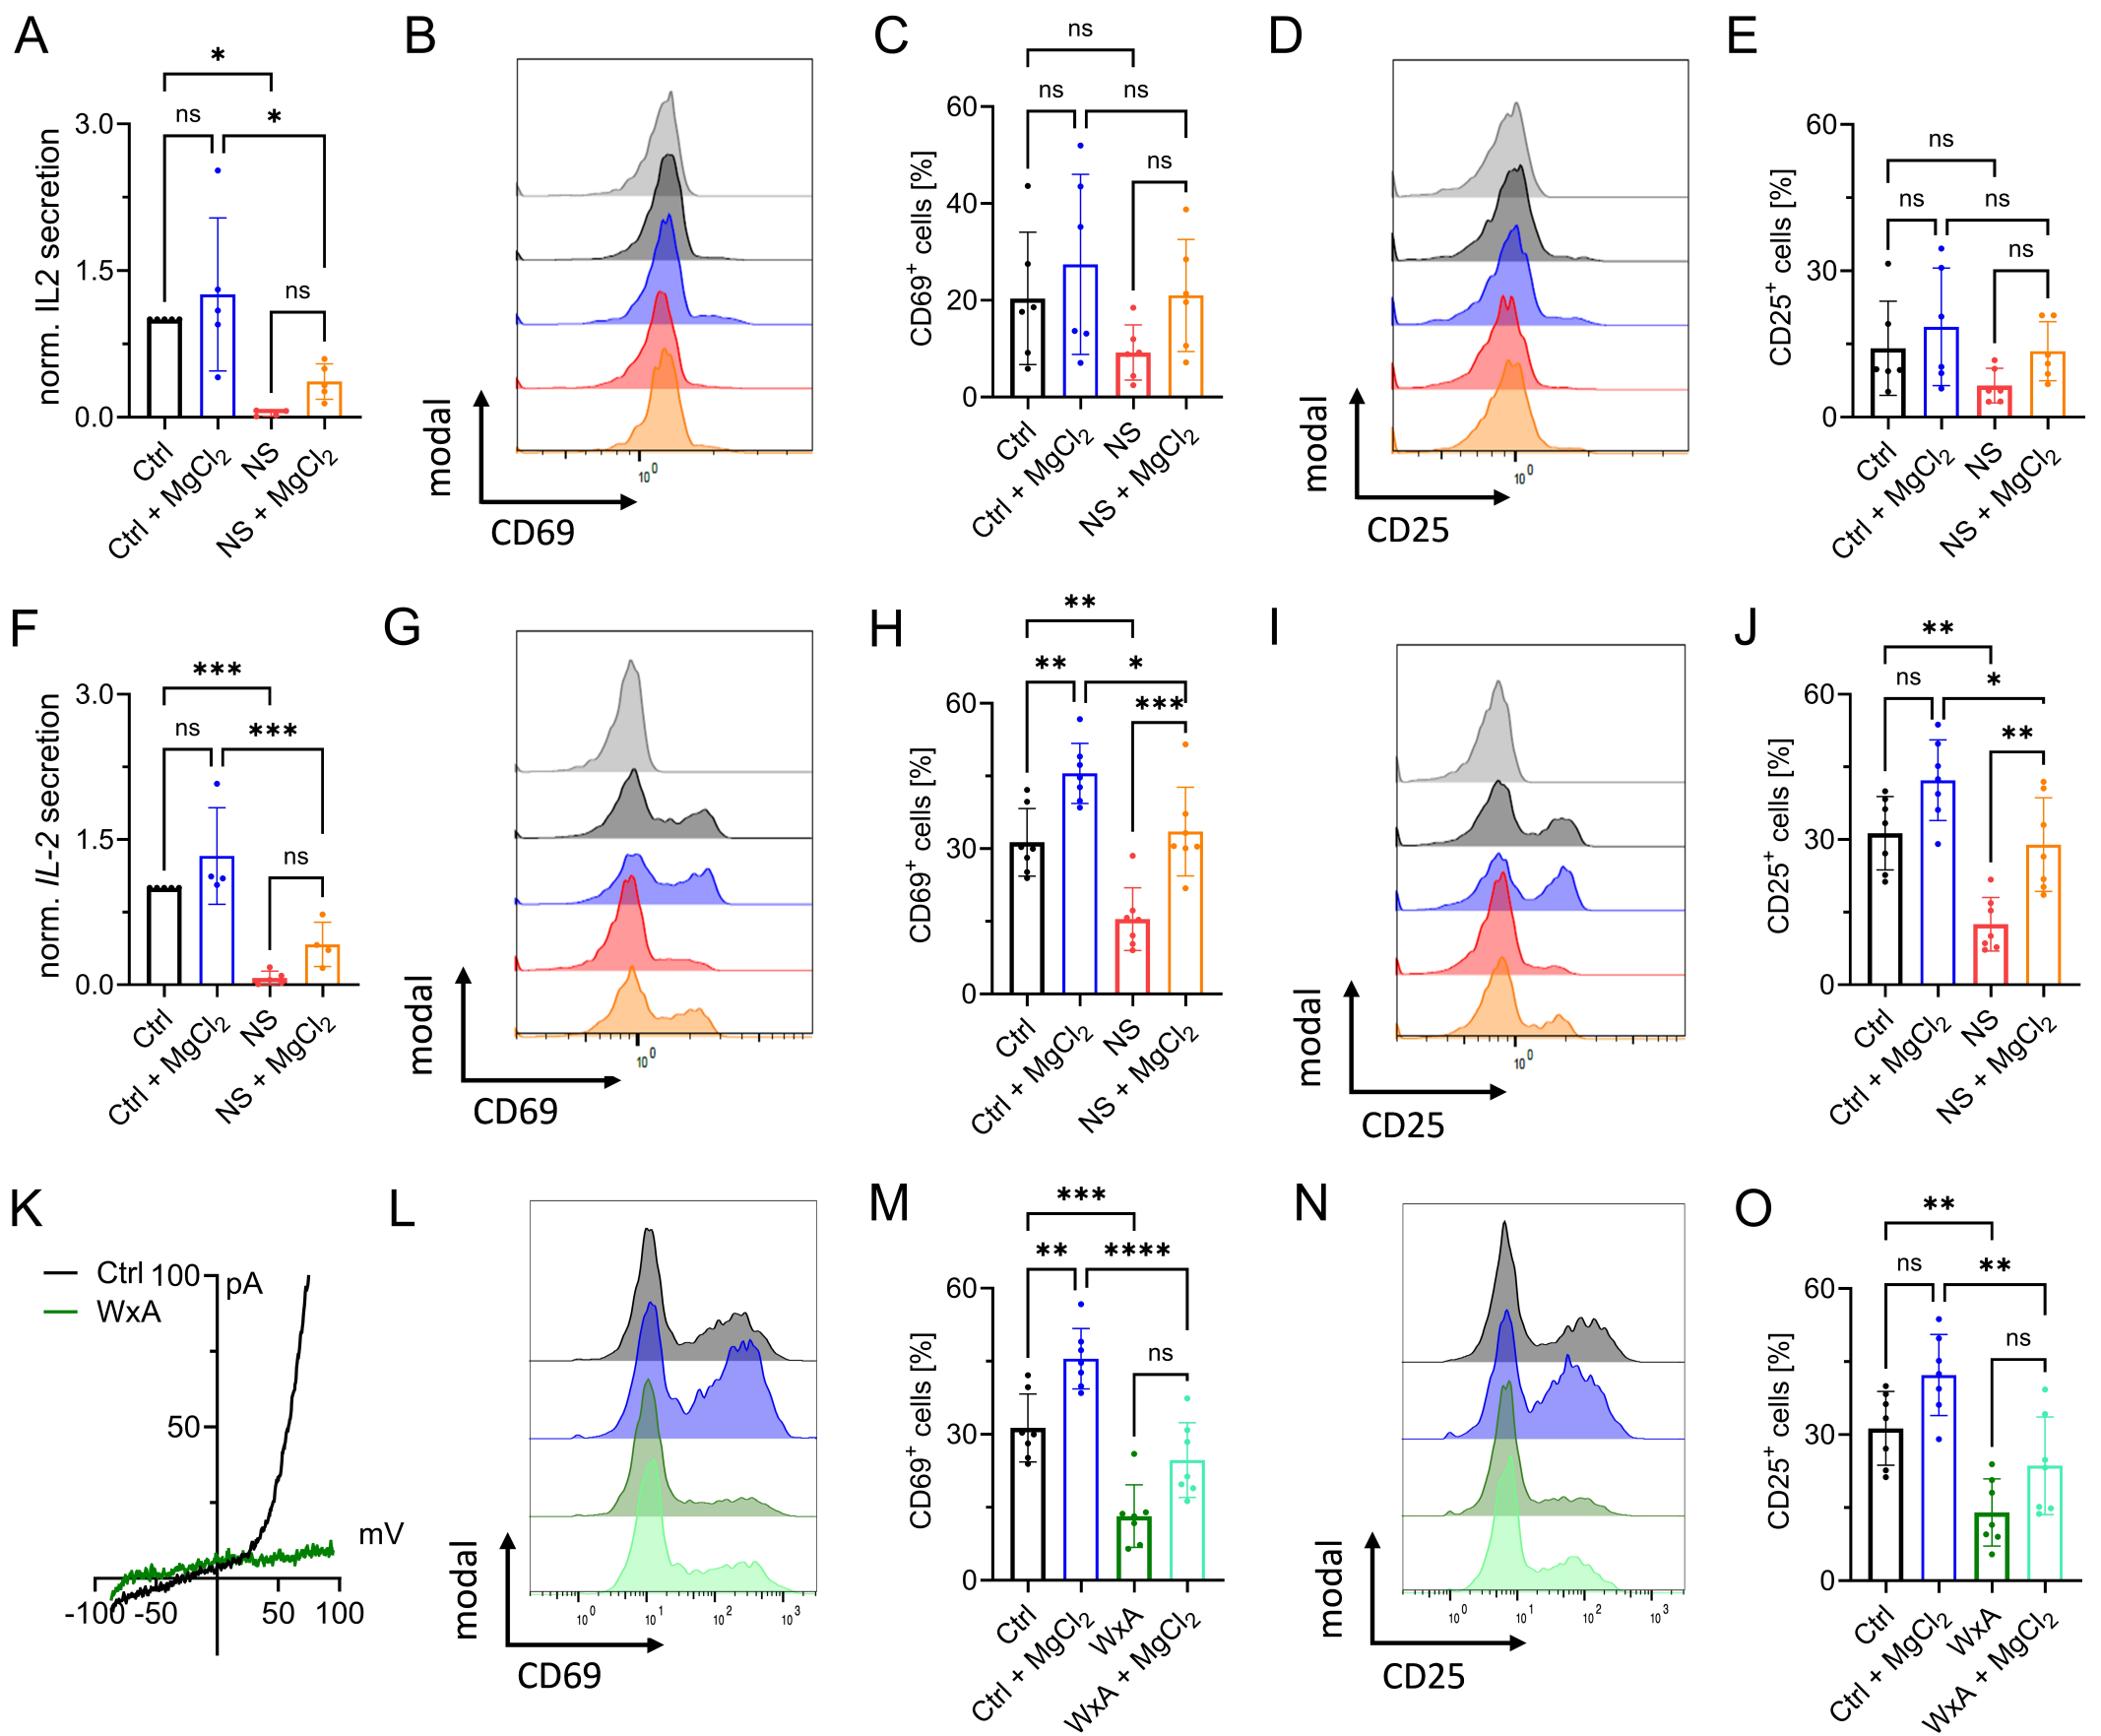 A
norm. IL2 secretion
3.0
1.5
0.0
*
ns
*
ns
Ctrl
Ctrl + MgCl₂
NS
NS + MgCl₂
B
modal
CD69
10⁰
C
CD69⁺ cells [%]
60
40
20
0
ns
ns
ns
ns
Ctrl
Ctrl + MgCl₂
NS
NS + MgCl₂
D
modal
CD25
10⁰
E
CD25⁺ cells [%]
60
30
0
ns
ns
ns
ns
Ctrl
Ctrl + MgCl₂
NS
NS + MgCl₂
F
norm. IL-2 secretion
3.0
1.5
0.0
***
ns
***
ns
Ctrl
Ctrl + MgCl₂
NS
NS + MgCl₂
G
modal
CD69
10⁰
H
CD69⁺ cells [%]
60
30
0
**
**
*
***
Ctrl
Ctrl + MgCl₂
NS
NS + MgCl₂
I
modal
CD25
10⁰
J
CD25⁺ cells [%]
60
30
0
**
ns
*
**
Ctrl
Ctrl + MgCl₂
NS
NS + MgCl₂
K
Ctrl
WxA
100
pA
50
mV
-100
-50
50
100
L
modal
CD69
10⁰
10¹
10²
10³
M
CD69⁺ cells [%]
60
30
0
***
**
****
ns
Ctrl
Ctrl + MgCl₂
WxA
WxA + MgCl₂
N
modal
CD25
10⁰
10¹
10²
10³
O
CD25⁺ cells [%]
60
30
0
**
ns
**
ns
Ctrl
Ctrl + MgCl₂
WxA
WxA + MgCl₂